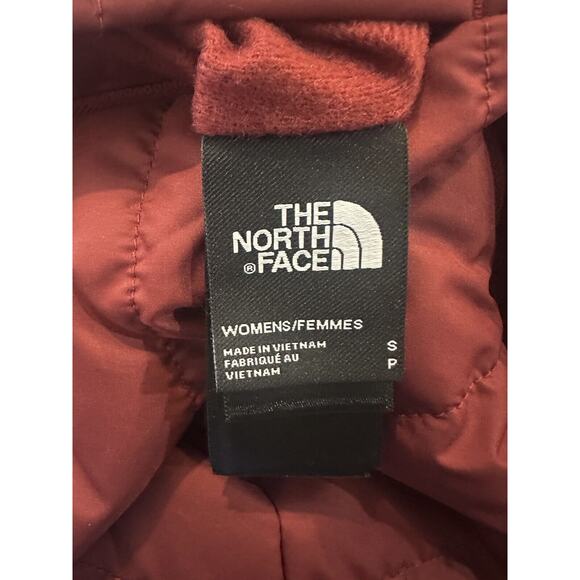 THE
NORTH
® FACE
WOMENS/FEMMES
MADE IN VIETNAM
FABRIQUÉ AU
VIETNAM
S
P